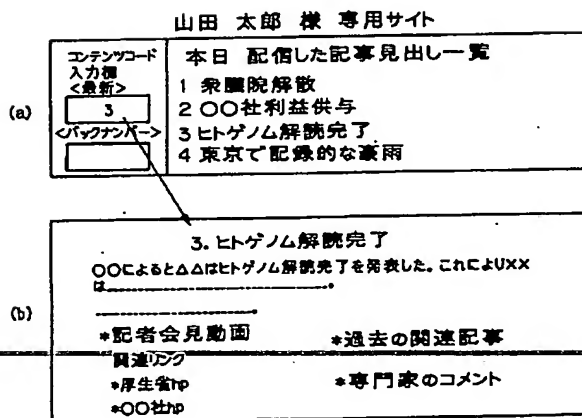 山田 太郎 様 専用サイト
(a)
コンテンツコード
入力欄
<最新>
3
<バックナンバー>
本日 配信した記事見出し一覧
1 衆議院解散
2 〇〇社利益供与
3 ヒトゲノム解読完了
4 東京で記録的な豪雨
(b)
3. ヒトゲノム解読完了
〇〇によると△△はヒトゲノム解読完了を発表した。これによりXX
は
*記者会見動画
*過去の関連記事
関連リンク
*厚生省hp
*専門家のコメント
*〇〇社hp